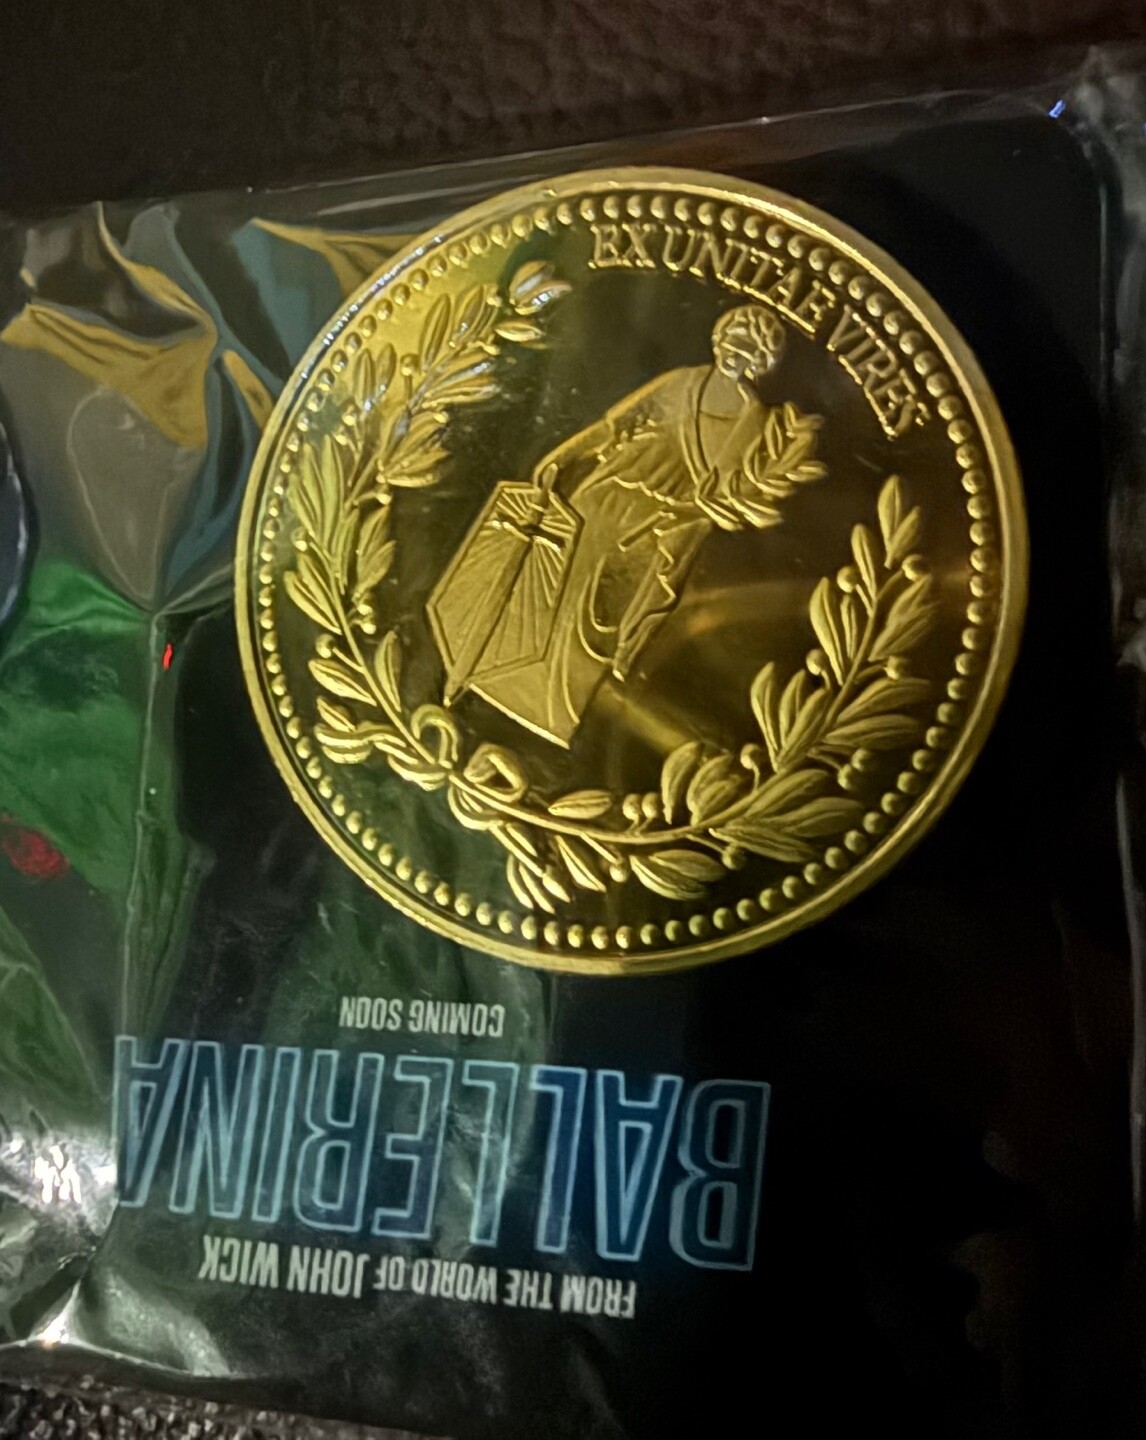 EX UNITAE VIRES
FROM THE WORLD OF JOHN WICK
BALLERINA
COMING SOON